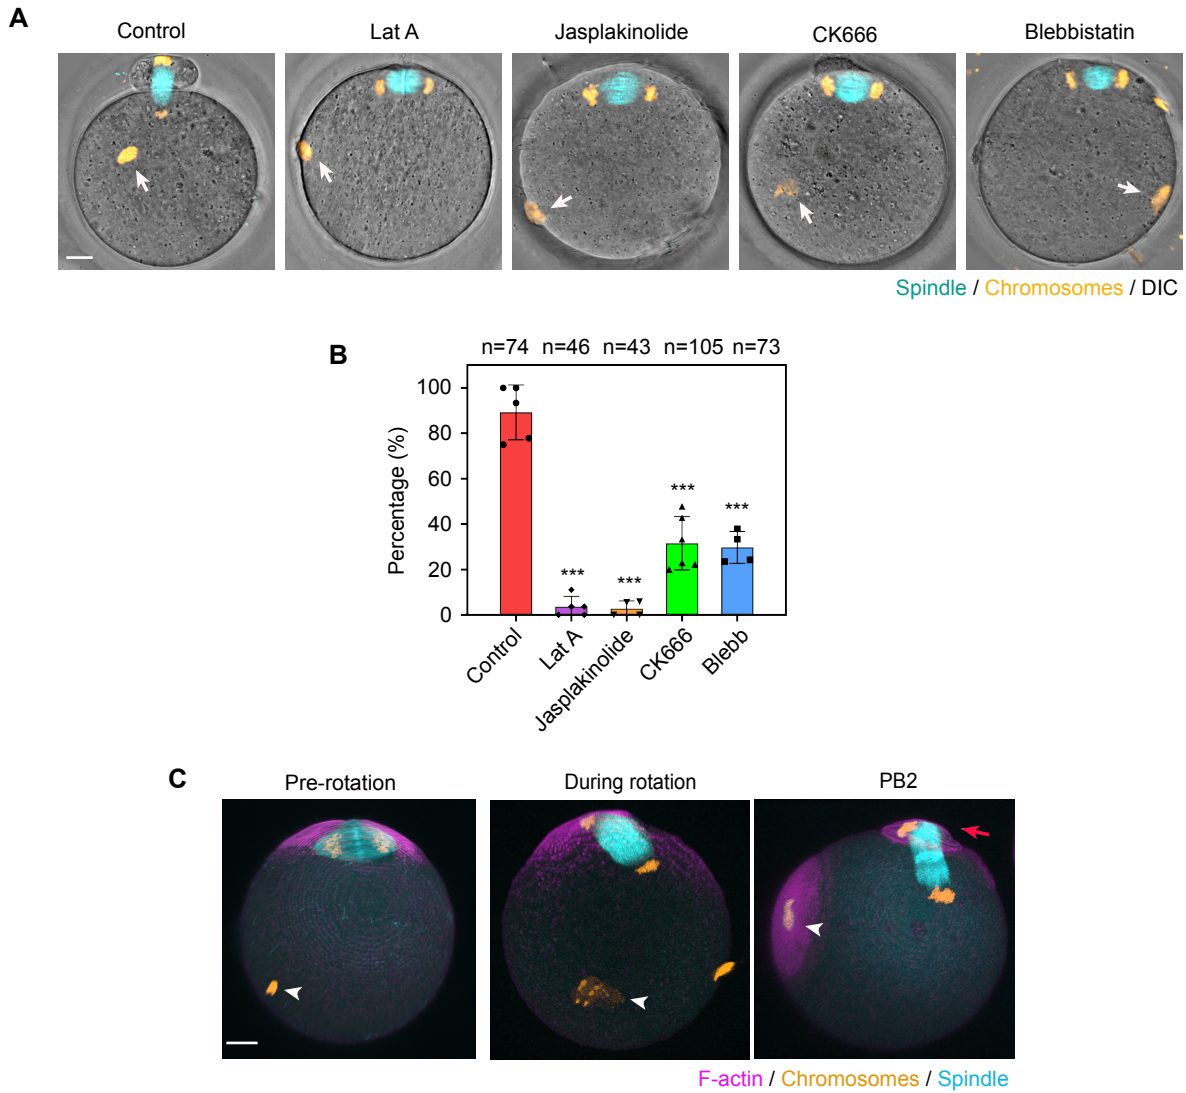 A
Control
Lat A
Jasplakinolide
CK666
Blebbistatin
Spindle / Chromosomes / DIC
B
n=74 n=46 n=43 n=105 n=73
Percentage (%)
100
80
60
40
20
0
***
***
***
***
Control
Lat A
Jasplakinolide
CK666
Blebb
C
Pre-rotation
During rotation
PB2
F-actin / Chromosomes / Spindle